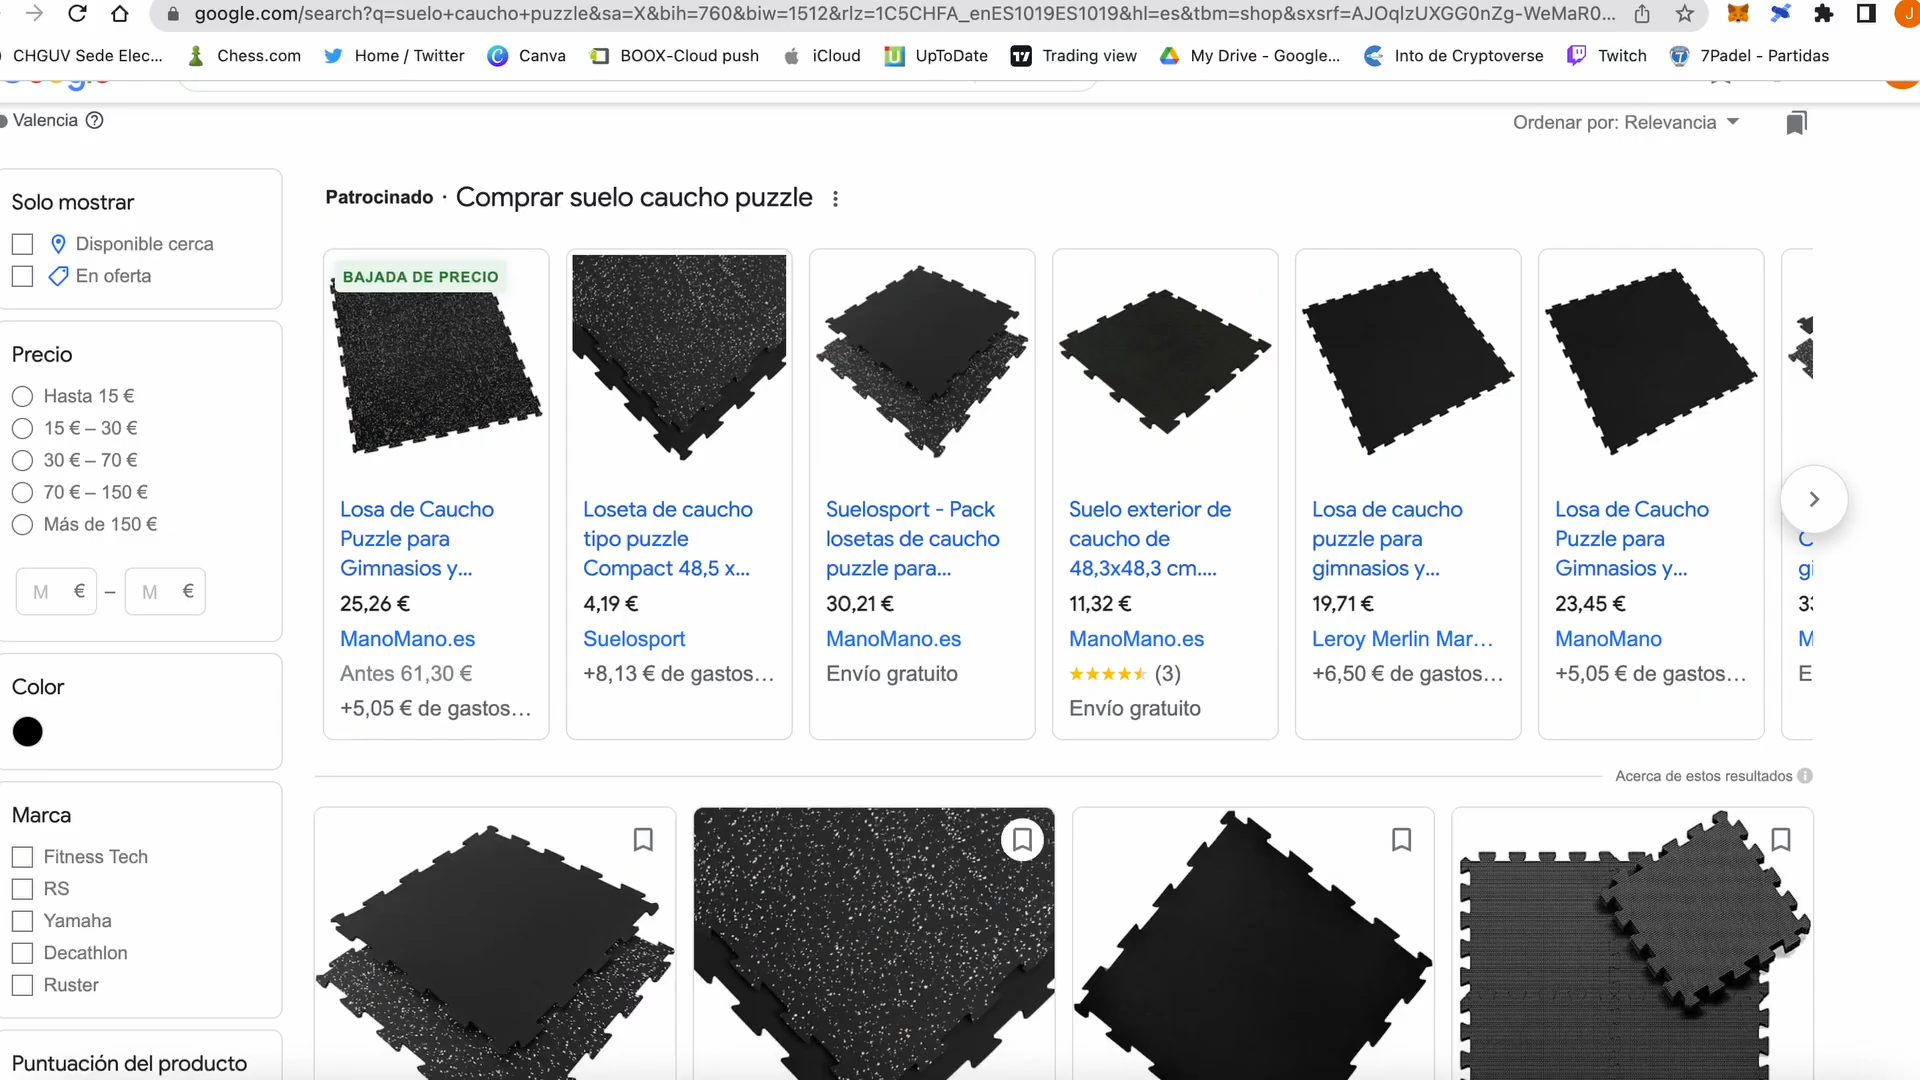 google.com/search?q=suelo+caucho+puzzle&sa=X&bih=760&biw=1512&rlz=1C5CHFA_enES1019ES1019&hl=es&tbm=shop&sxsrf=AJOqlzUXGG0nZg-WeMaR0...
J
CHGUV Sede Elec... Chess.com Home / Twitter Canva BOOX-Cloud push iCloud UpToDate Trading view My Drive - Google... Into de Cryptoverse Twitch 7Padel - Partidas
Valencia
Ordenar por: Relevancia
Solo mostrar
Disponible cerca
En oferta
Precio
Hasta 15 €
15 € – 30 €
30 € – 70 €
70 € – 150 €
Más de 150 €
M € – M €
Color
Marca
Fitness Tech
RS
Yamaha
Decathlon
Ruster
Puntuación del producto
Patrocinado · Comprar suelo caucho puzzle
BAJADA DE PRECIO
Losa de Caucho
Puzzle para
Gimnasios y...
25,26 €
ManoMano.es
Antes 61,30 €
+5,05 € de gastos...
Loseta de caucho
tipo puzzle
Compact 48,5 x...
4,19 €
Suelosport
+8,13 € de gastos...
Suelosport - Pack
losetas de caucho
puzzle para...
30,21 €
ManoMano.es
Envío gratuito
Suelo exterior de
caucho de
48,3x48,3 cm....
11,32 €
ManoMano.es
(3)
Envío gratuito
Losa de caucho
puzzle para
gimnasios y...
19,71 €
Leroy Merlin Mar...
+6,50 € de gastos...
Losa de Caucho
Puzzle para
Gimnasios y...
23,45 €
ManoMano
+5,05 € de gastos...
Acerca de estos resultados